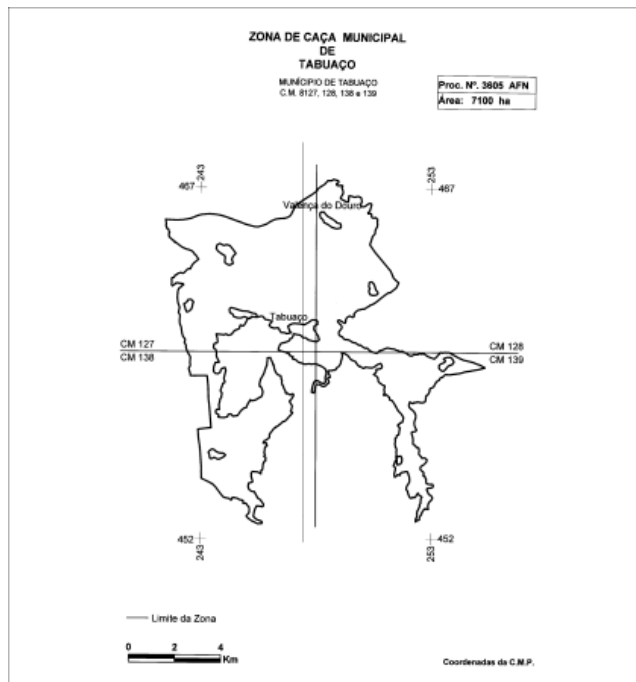 ZONA DE CAÇA MUNICIPAL
DE
TABUAÇO
MUNÍCIPIO DE TABUAÇO
C.M. 8127, 128, 138 e 139
Proc. Nº. 3605 AFN
Área: 7100 ha
243
467
253
467
Valença do Douro
Tabuaço
CM 127
CM 128
CM 138
CM 139
452
243
452
253
Limite da Zona
0 2 4
Km
Coordenadas da C.M.P.